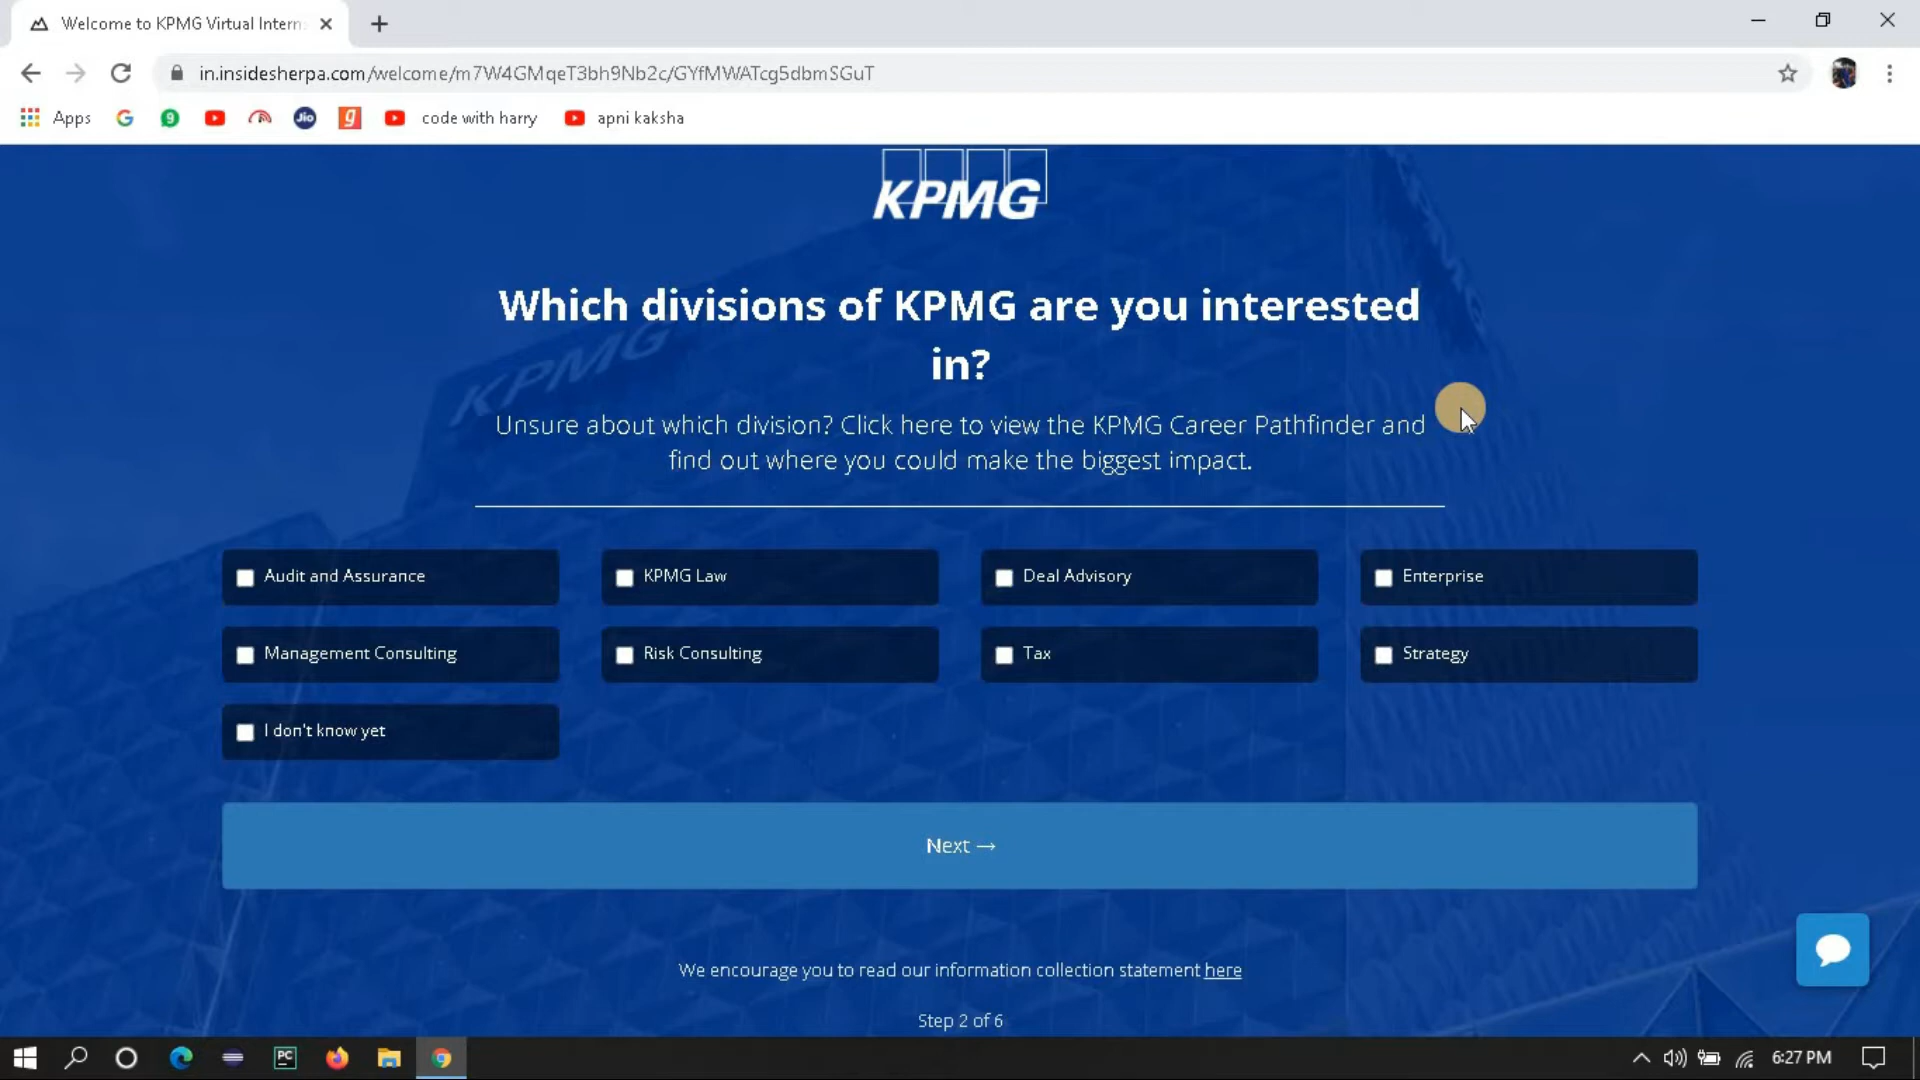 Welcome to KPMG Virtual Intern
in.insidesherpa.com/welcome/m7W4GMqeT3bh9Nb2c/GYfMWATcg5dbmSGuT
Apps
G
9
Jio
g
code with harry
apni kaksha
KPMG
KPMG
Which divisions of KPMG are you interested
in?
Unsure about which division? Click here to view the KPMG Career Pathfinder and
find out where you could make the biggest impact.
Audit and Assurance
KPMG Law
Deal Advisory
Enterprise
Management Consulting
Risk Consulting
Tax
Strategy
I don't know yet
Next →
We encourage you to read our information collection statement here
Step 2 of 6
PC
6:27 PM